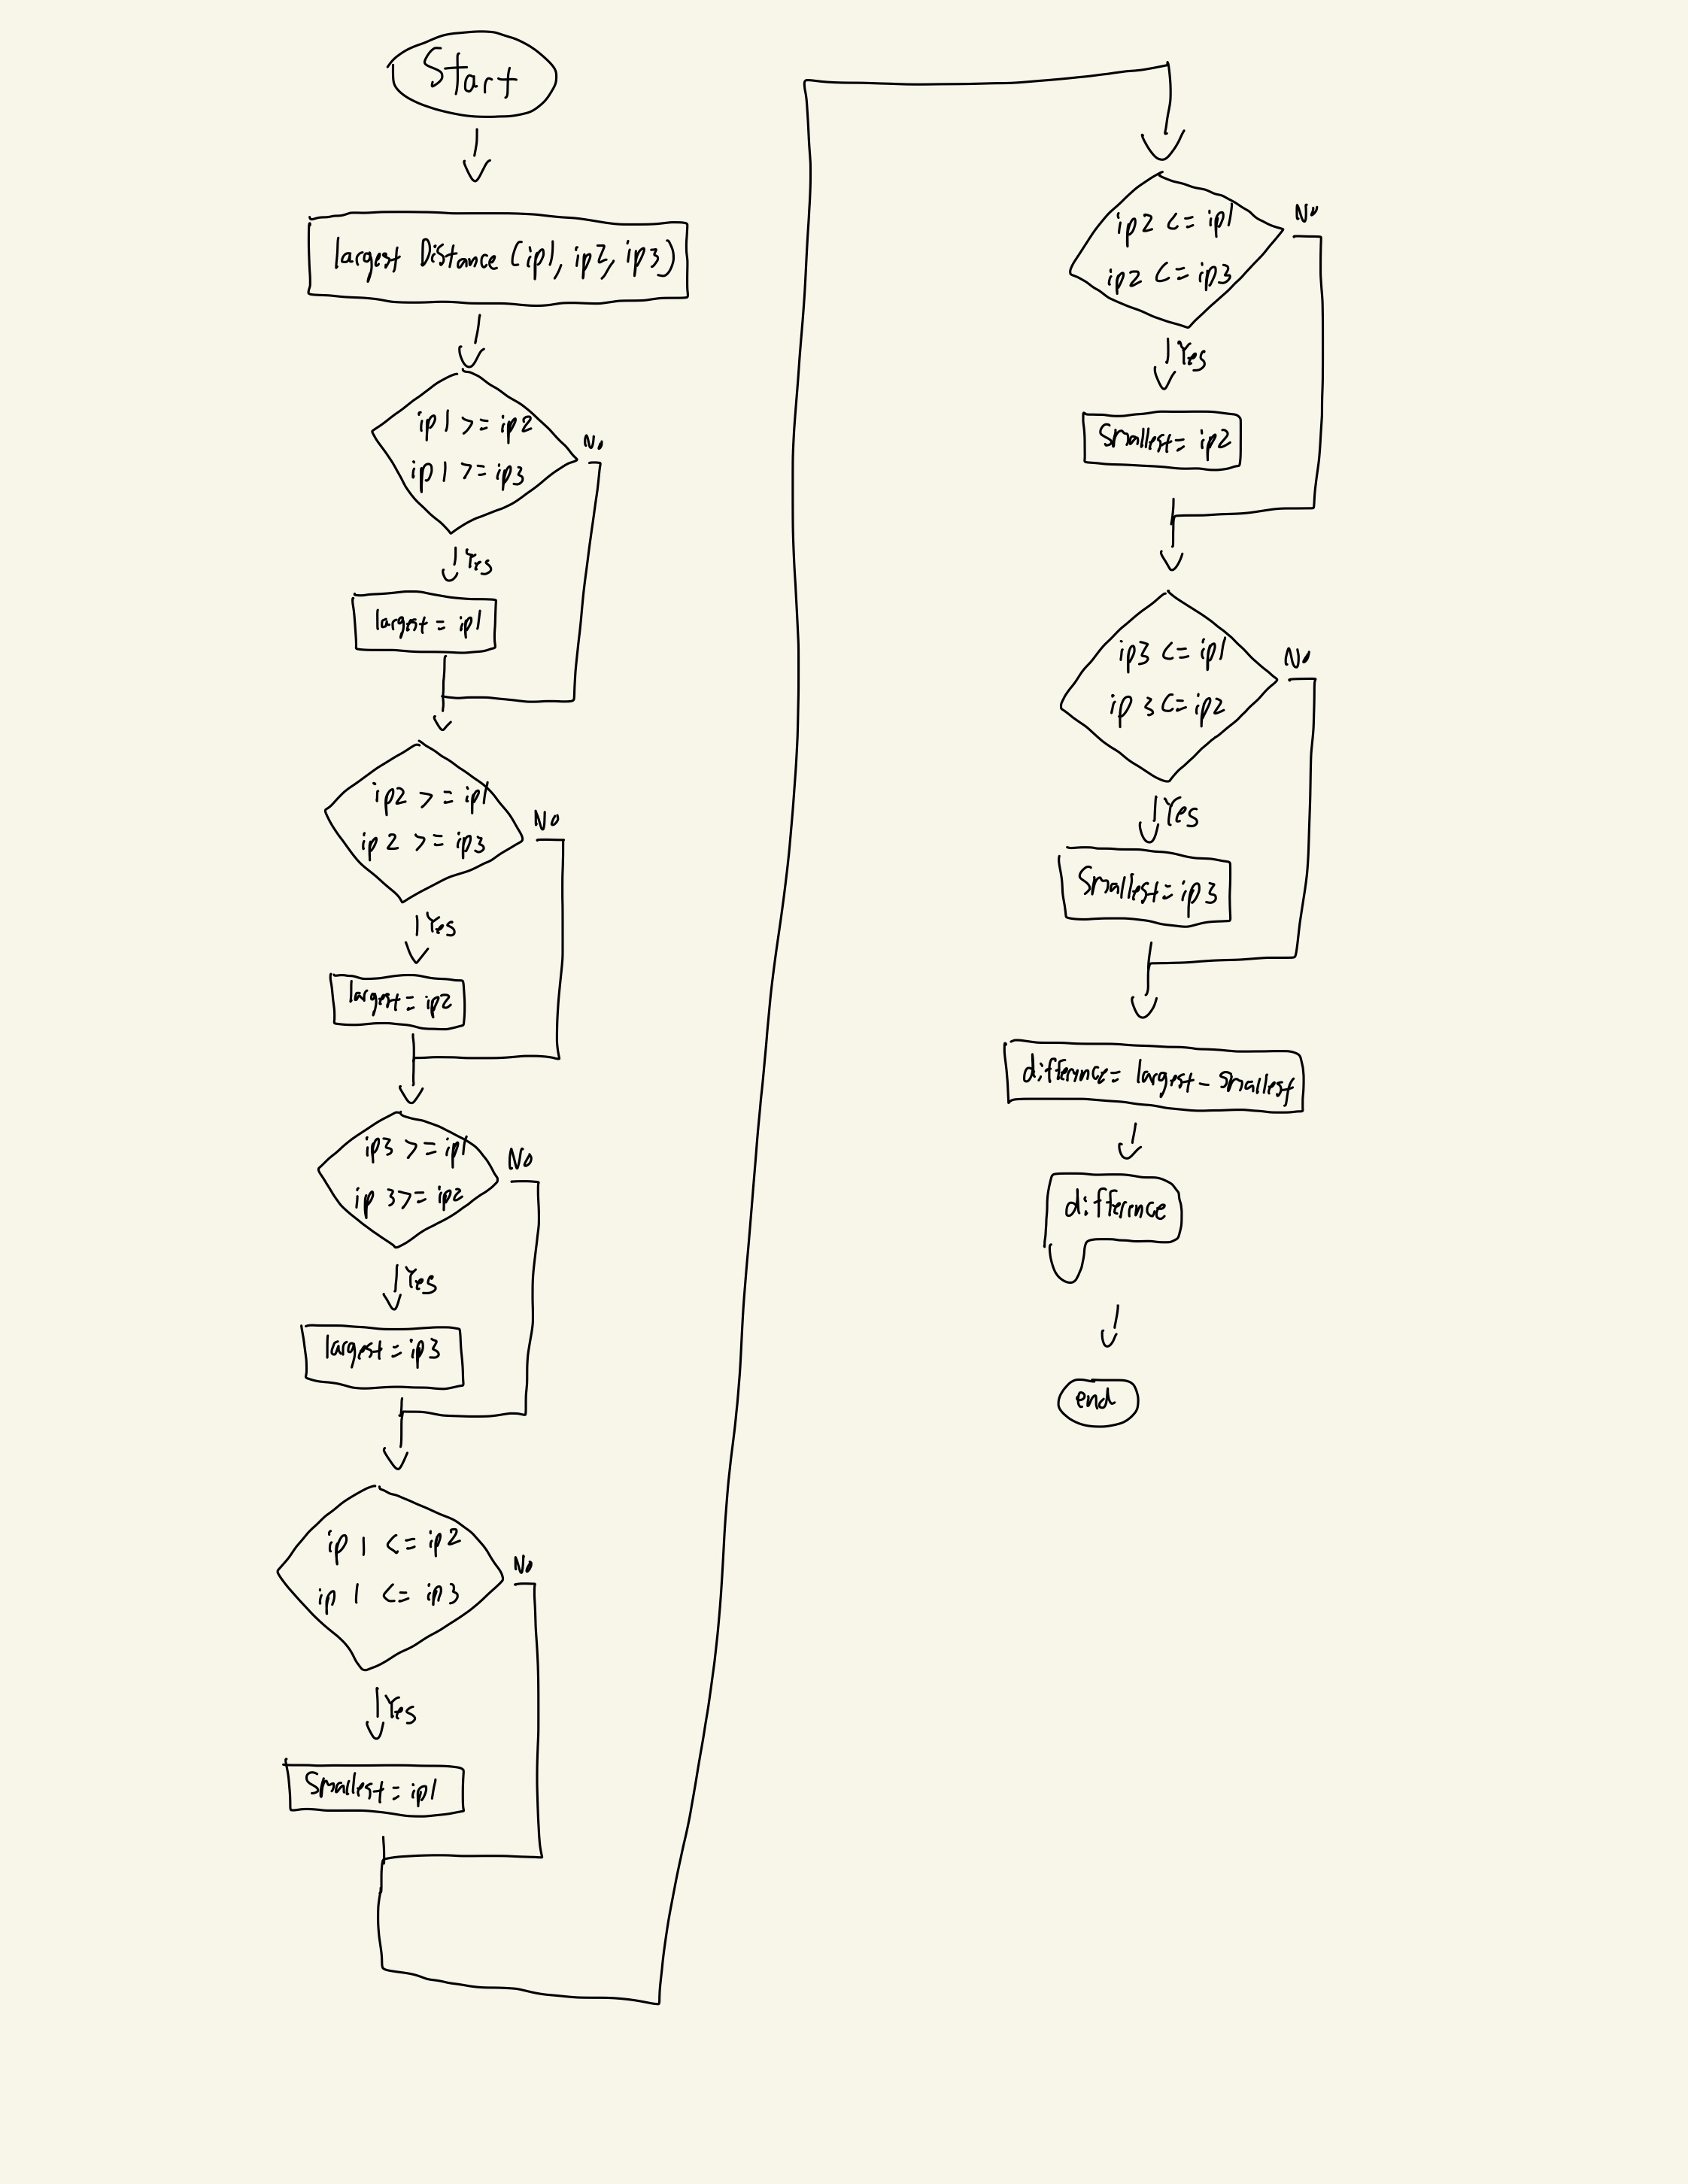 Start
largest Distance (ip1, ip2, ip3)
ip1 >= ip2
ip1 >= ip3
No
Yes
largest = ip1
ip2 >= ip1
ip2 >= ip3
No
Yes
largest = ip2
ip3 >= ip1
ip3 >= ip2
No
Yes
largest = ip3
ip1 <= ip2
ip1 <= ip3
No
Yes
Smallest = ip1
ip2 <= ip1
ip2 <= ip3
No
Yes
Smallest = ip2
ip3 <= ip1
ip3 <= ip2
No
Yes
Smallest = ip3
difference = largest - smallest
difference
end